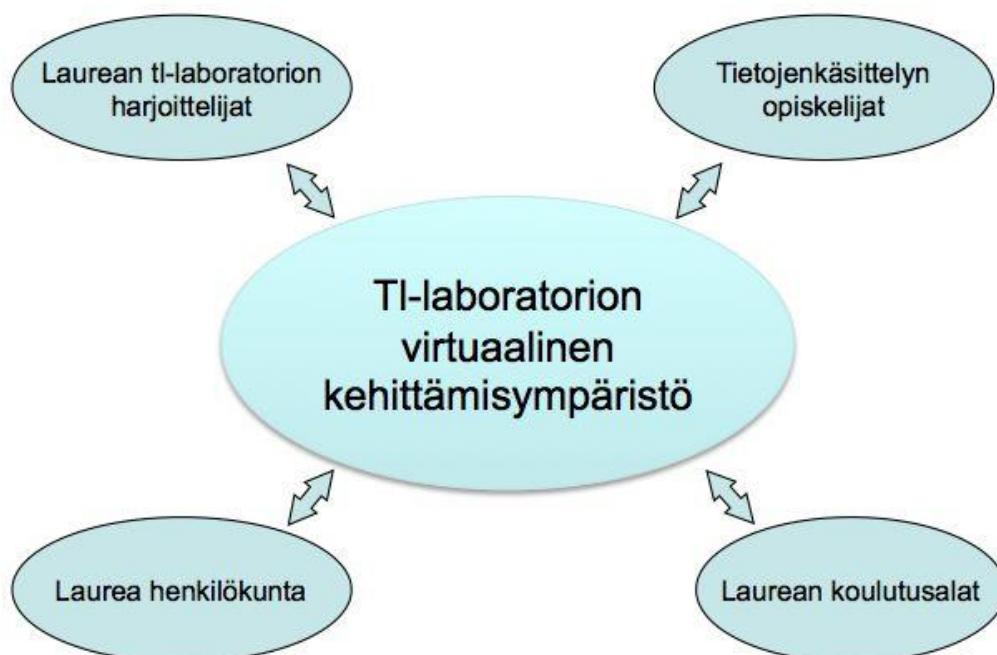 Laurean tl-laboratorion
harjoittelijat
Tietojenkäsittelyn
opiskelijat
Tl-laboratorion
virtuaalinen
kehittämisympäristö
Laurea henkilökunta
Laurean koulutusalat